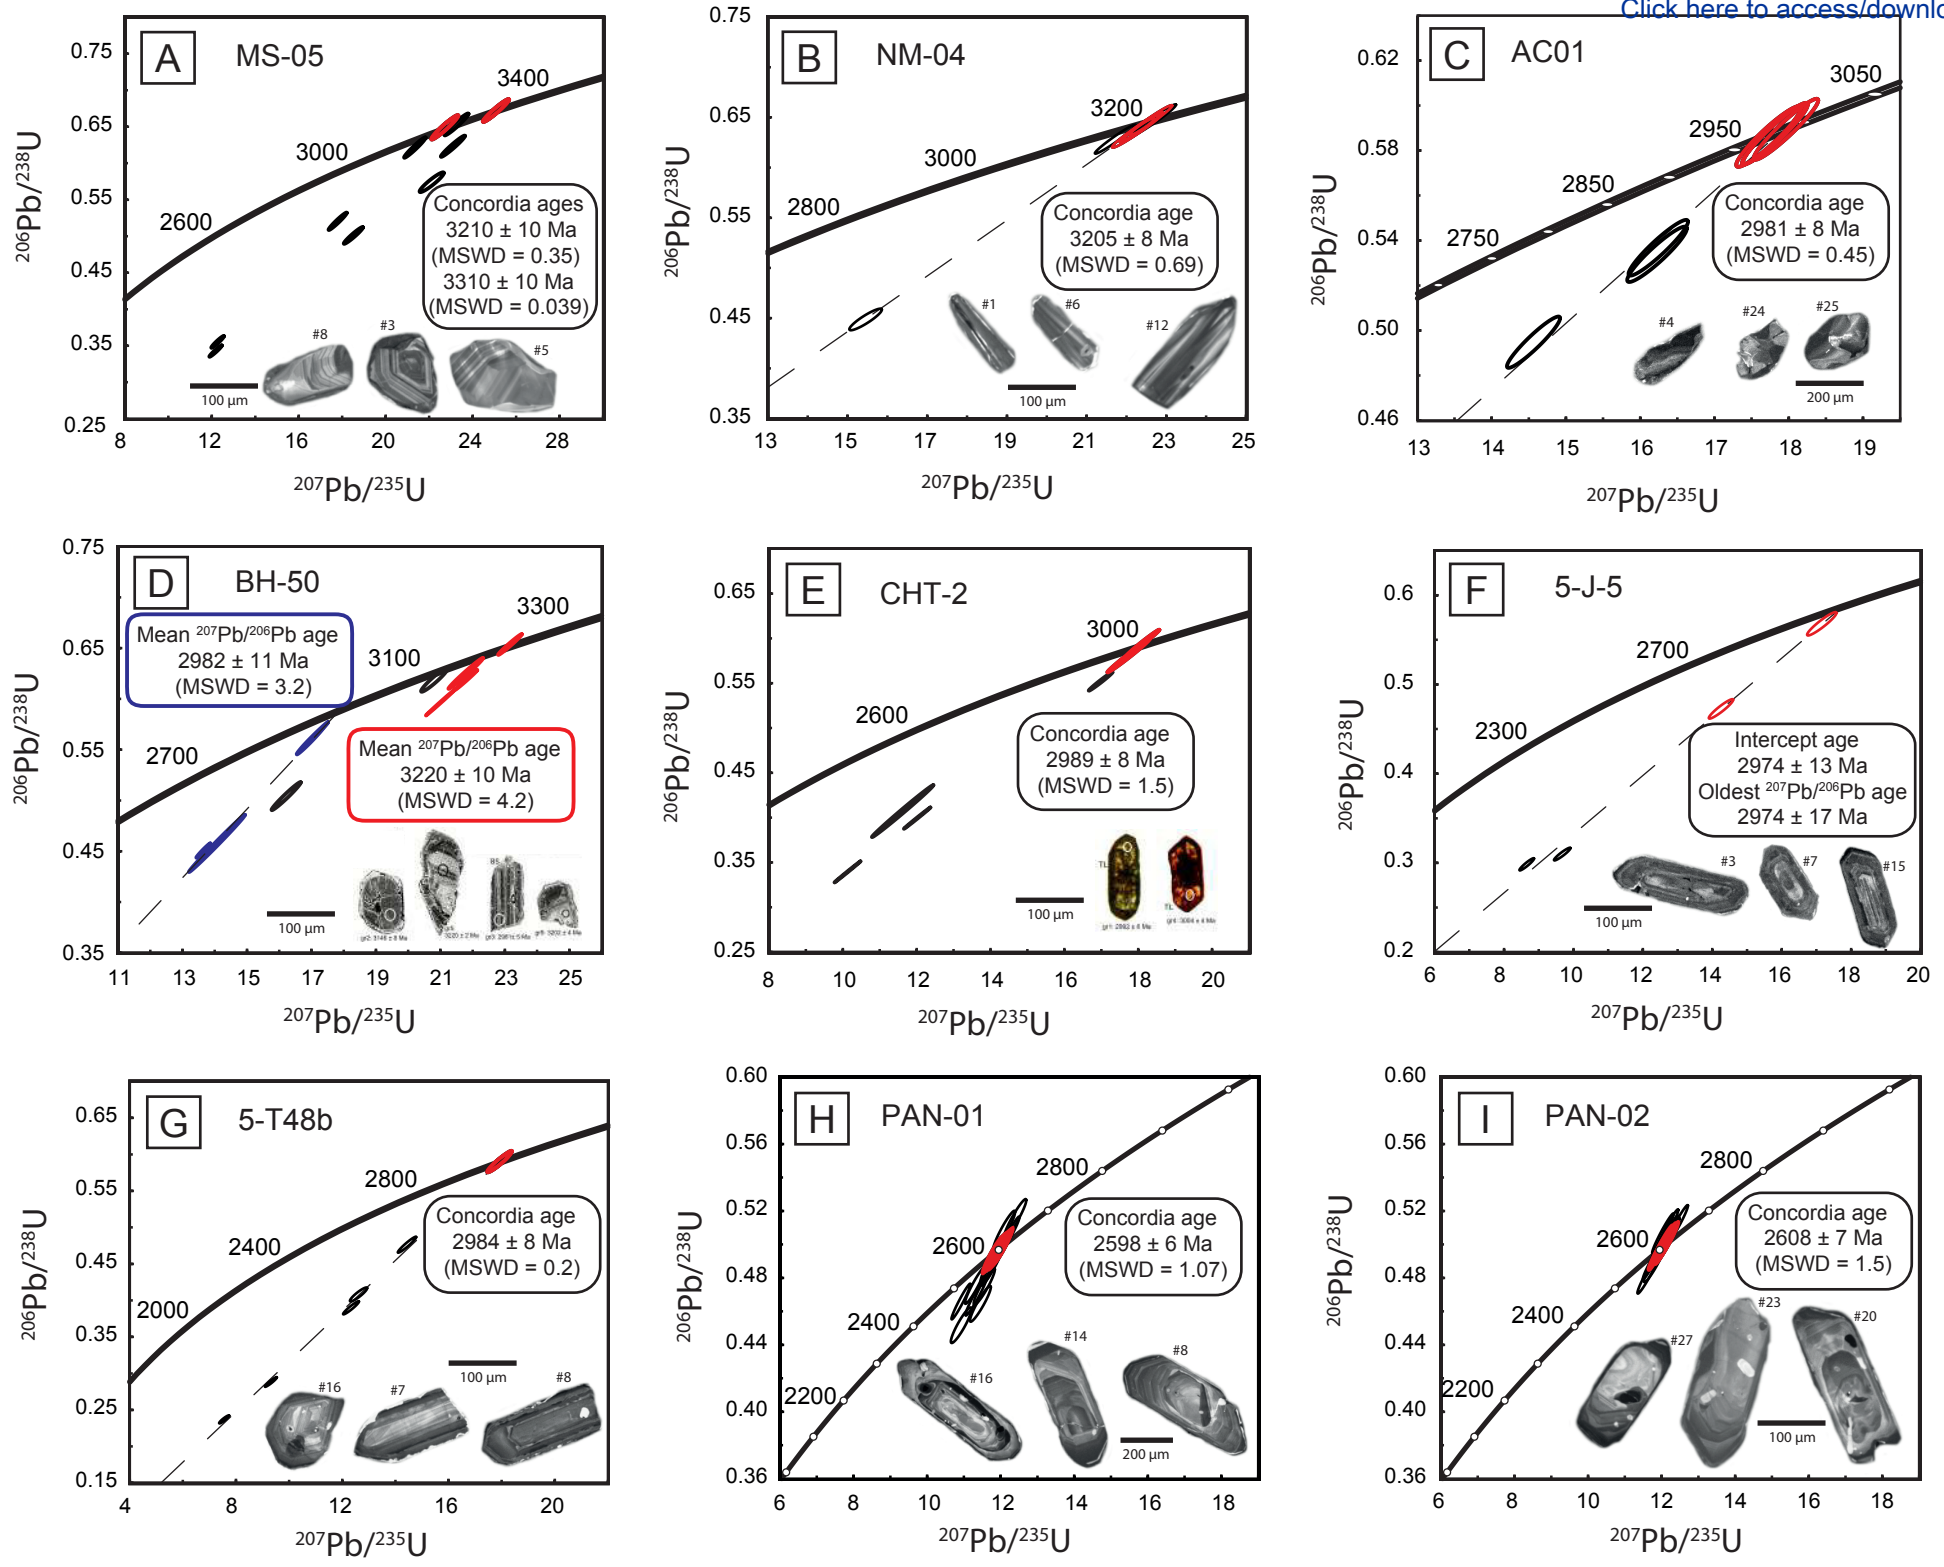 Click here to access/downlo
A
MS-05
0.75
0.65
0.55
0.45
0.35
0.25
206Pb/238U
3400
3000
2600
Concordia ages
3210 ± 10 Ma
(MSWD = 0.35)
3310 ± 10 Ma
(MSWD = 0.039)
#8
#3
#5
100 µm
8 12 16 20 24 28
207Pb/235U
B
NM-04
0.75
0.65
0.55
0.45
0.35
206Pb/238U
3200
3000
2800
Concordia age
3205 ± 8 Ma
(MSWD = 0.69)
#1
#6
#12
100 µm
13 15 17 19 21 23 25
207Pb/235U
C
AC01
0.62
0.58
0.54
0.50
0.46
206Pb/238U
3050
2950
2850
2750
Concordia age
2981 ± 8 Ma
(MSWD = 0.45)
#4
#24
#25
200 µm
13 14 15 16 17 18 19
207Pb/235U
D
BH-50
0.75
0.65
0.55
0.45
0.35
206Pb/238U
3300
3100
2700
Mean 207Pb/206Pb age
2982 ± 11 Ma
(MSWD = 3.2)
Mean 207Pb/206Pb age
3220 ± 10 Ma
(MSWD = 4.2)
100 µm
11 13 15 17 19 21 23 25
207Pb/235U
E
CHT-2
0.65
0.55
0.45
0.35
0.25
206Pb/238U
3000
2600
Concordia age
2989 ± 8 Ma
(MSWD = 1.5)
TL
TL
100 µm
8 10 12 14 16 18 20
207Pb/235U
F
5-J-5
0.6
0.5
0.4
0.3
0.2
206Pb/238U
2700
2300
Intercept age
2974 ± 13 Ma
Oldest 207Pb/206Pb age
2974 ± 17 Ma
#3
#7
#15
100 µm
6 8 10 12 14 16 18 20
207Pb/235U
G
5-T48b
0.65
0.55
0.45
0.35
0.25
0.15
206Pb/238U
2800
2400
2000
Concordia age
2984 ± 8 Ma
(MSWD = 0.2)
100 µm
#16
#7
#8
4 8 12 16 20
207Pb/235U
H
PAN-01
0.60
0.56
0.52
0.48
0.44
0.40
0.36
206Pb/238U
2800
2600
2400
2200
Concordia age
2598 ± 6 Ma
(MSWD = 1.07)
#16
#14
#8
200 µm
6 8 10 12 14 16 18
207Pb/235U
I
PAN-02
0.60
0.56
0.52
0.48
0.44
0.40
0.36
206Pb/238U
2800
2600
2400
2200
Concordia age
2608 ± 7 Ma
(MSWD = 1.5)
#27
#23
#20
100 µm
6 8 10 12 14 16 18
207Pb/235U